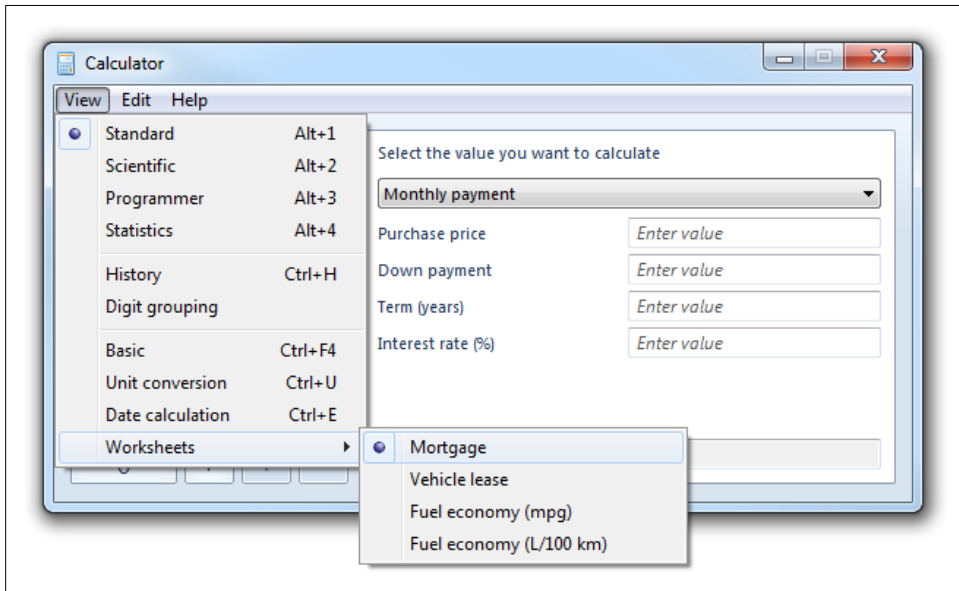 Calculator
View Edit Help
Standard Alt+1
Scientific Alt+2
Programmer Alt+3
Statistics Alt+4
History Ctrl+H
Digit grouping
Basic Ctrl+F4
Unit conversion Ctrl+U
Date calculation Ctrl+E
Worksheets
Mortgage
Vehicle lease
Fuel economy (mpg)
Fuel economy (L/100 km)
Select the value you want to calculate
Monthly payment
Purchase price Enter value
Down payment Enter value
Term (years) Enter value
Interest rate (%) Enter value